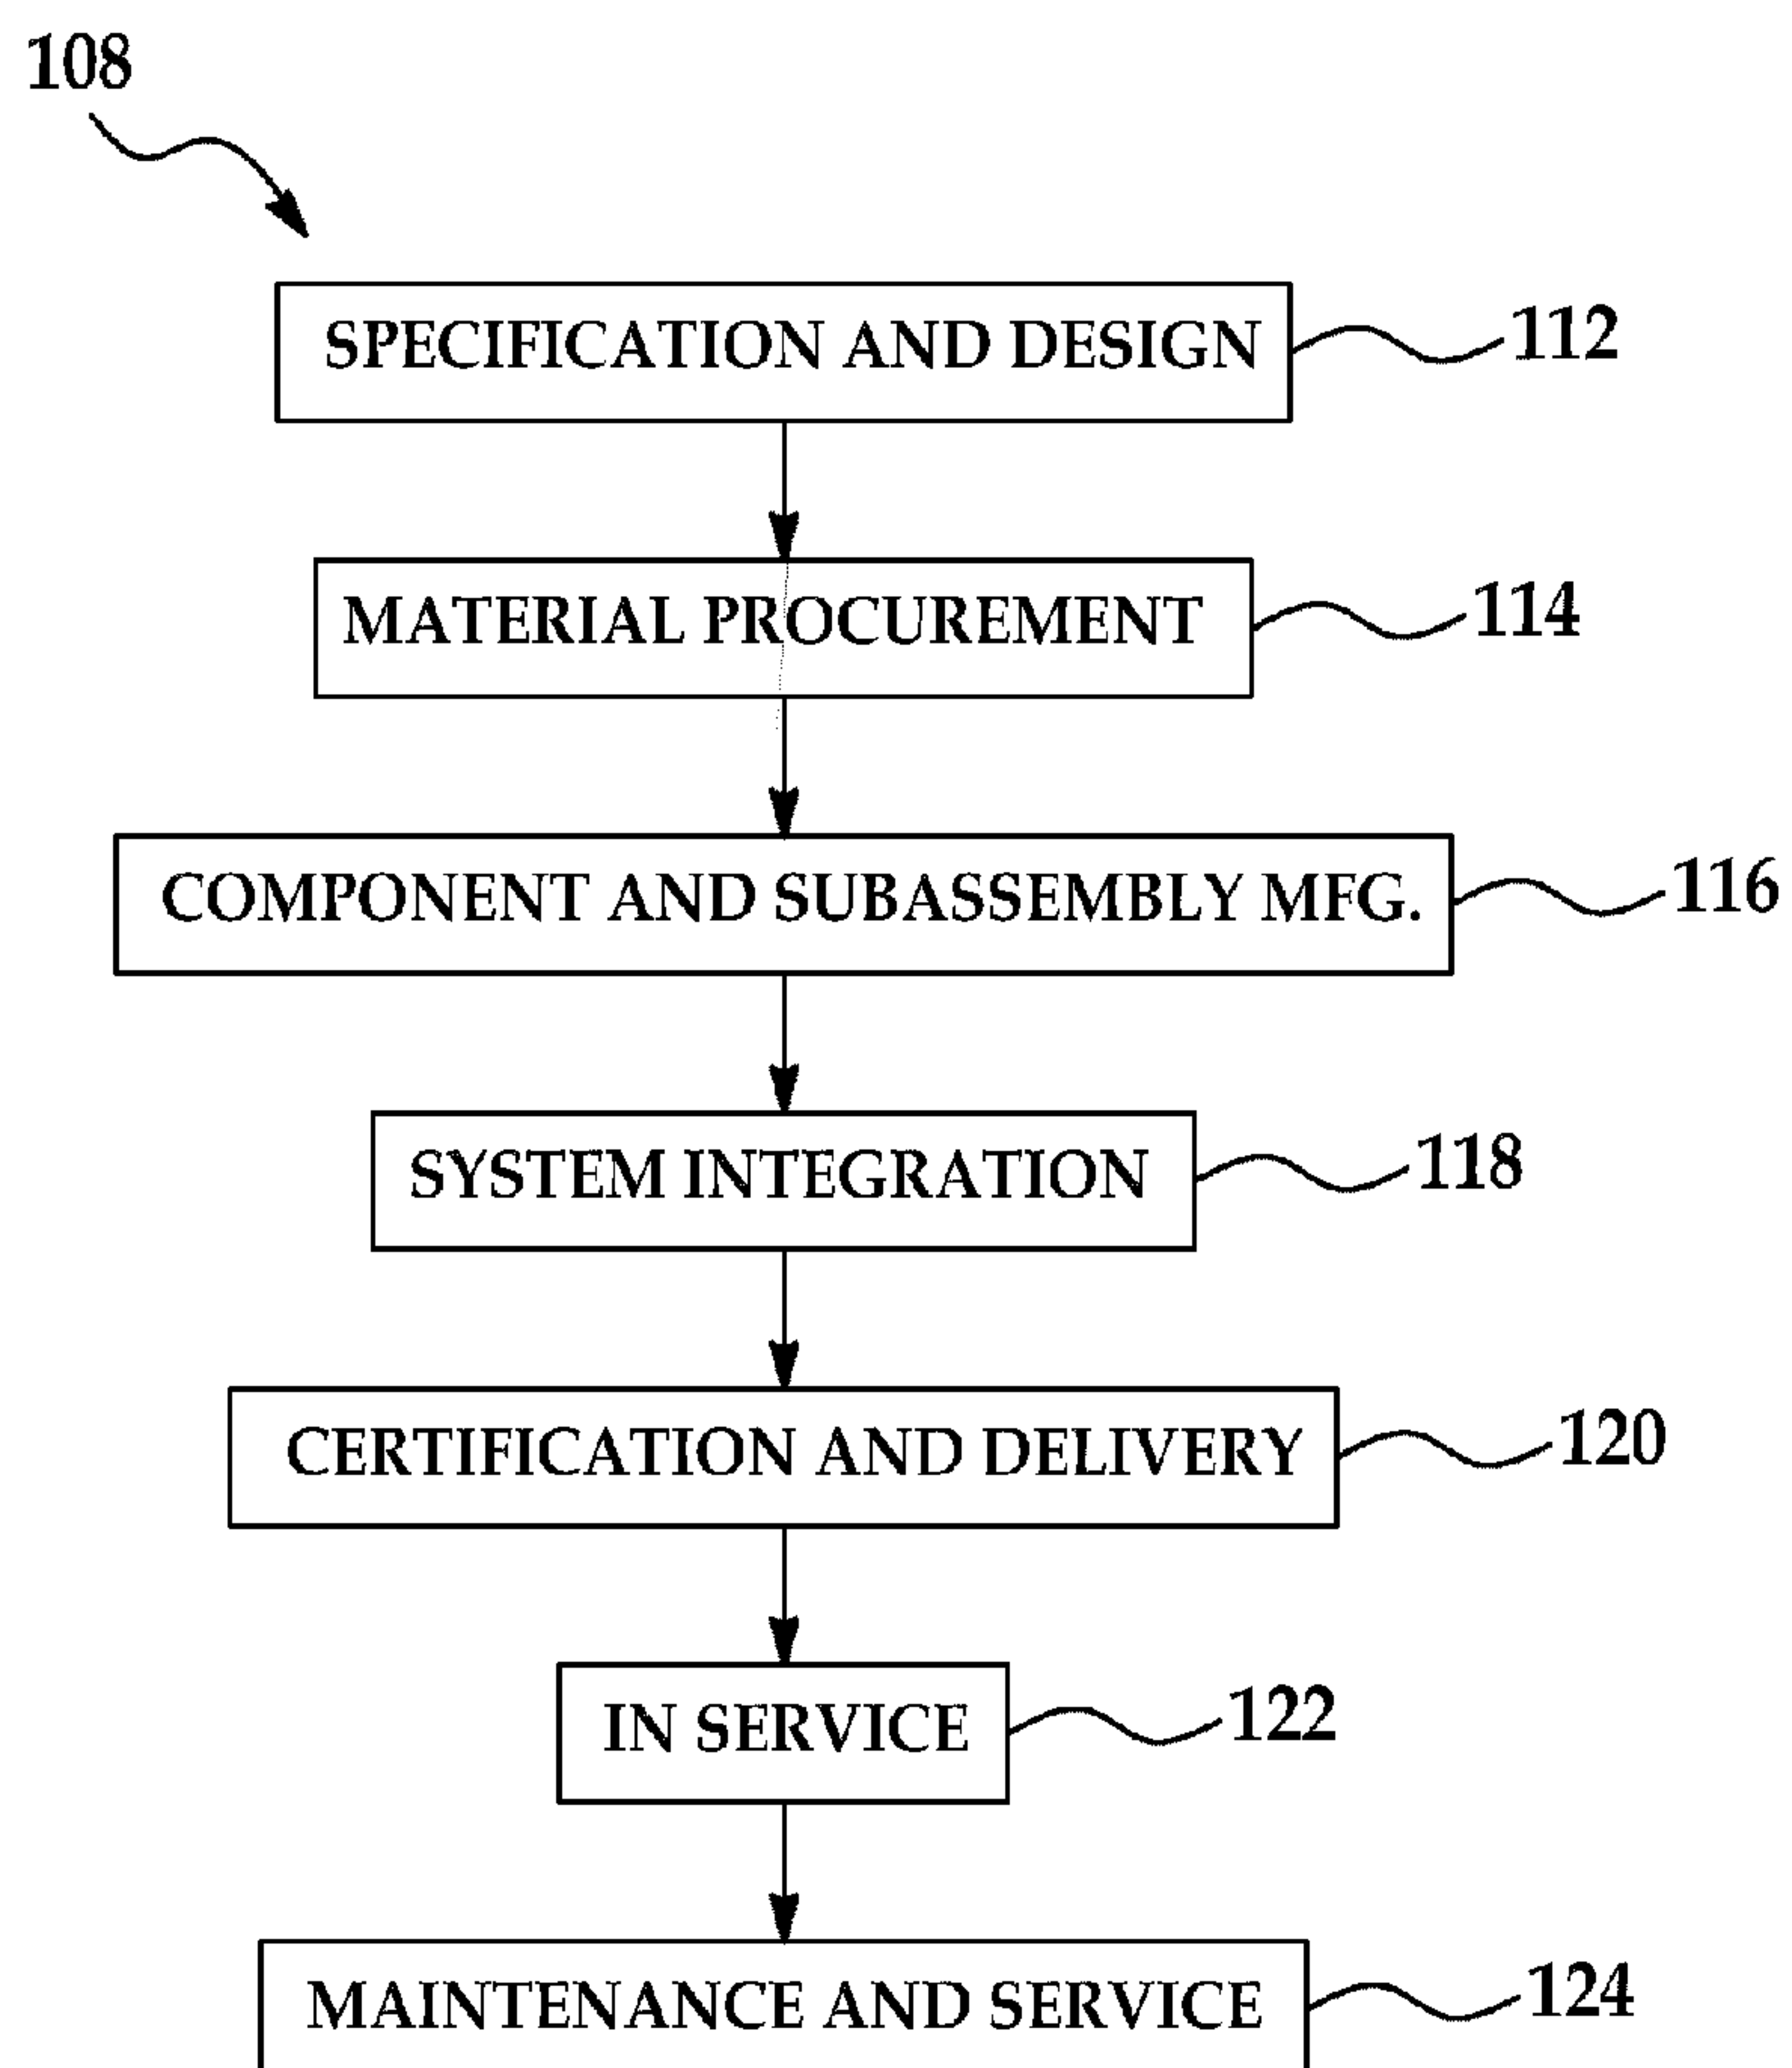 108
SPECIFICATION AND DESIGN 112
MATERIAL PROCUREMENT 114
COMPONENT AND SUBASSEMBLY MFG. 116
SYSTEM INTEGRATION 118
CERTIFICATION AND DELIVERY 120
IN SERVICE 122
MAINTENANCE AND SERVICE 124